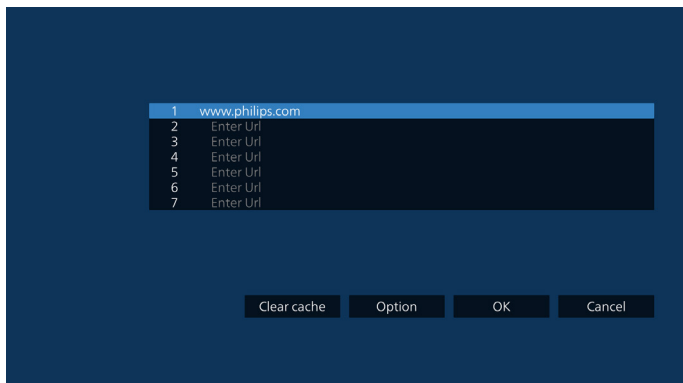 1 www.philips.com
2 Enter Url
3 Enter Url
4 Enter Url
5 Enter Url
6 Enter Url
7 Enter Url
Clear cache Option OK Cancel